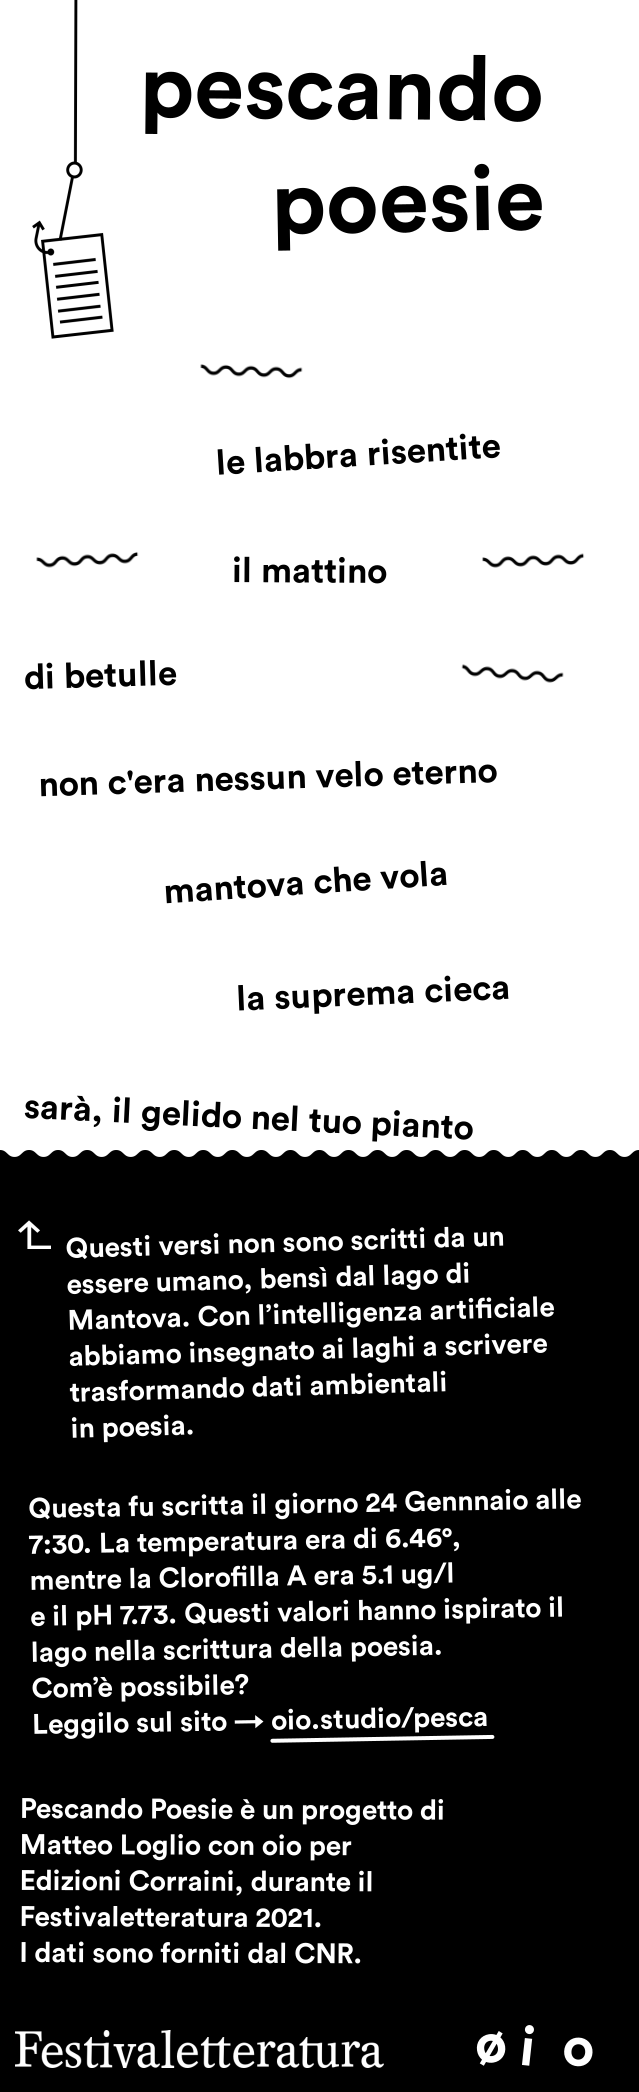 pescando
poesie
le labbra risentite
il mattino
di betulle
non c'era nessun velo eterno
mantova che vola
la suprema cieca
sarà, il gelido nel tuo pianto
Questi versi non sono scritti da un
essere umano, bensì dal lago di
Mantova. Con l’intelligenza artificiale
abbiamo insegnato ai laghi a scrivere
trasformando dati ambientali
in poesia.
Questa fu scritta il giorno 24 Gennnaio alle
7:30. La temperatura era di 6.46°,
mentre la Clorofilla A era 5.1 ug/l
e il pH 7.73. Questi valori hanno ispirato il
lago nella scrittura della poesia.
Com’è possibile?
Leggilo sul sito → oio.studio/pesca
Pescando Poesie è un progetto di
Matteo Loglio con oio per
Edizioni Corraini, durante il
Festivaletteratura 2021.
I dati sono forniti dal CNR.
Festivaletteratura øi o